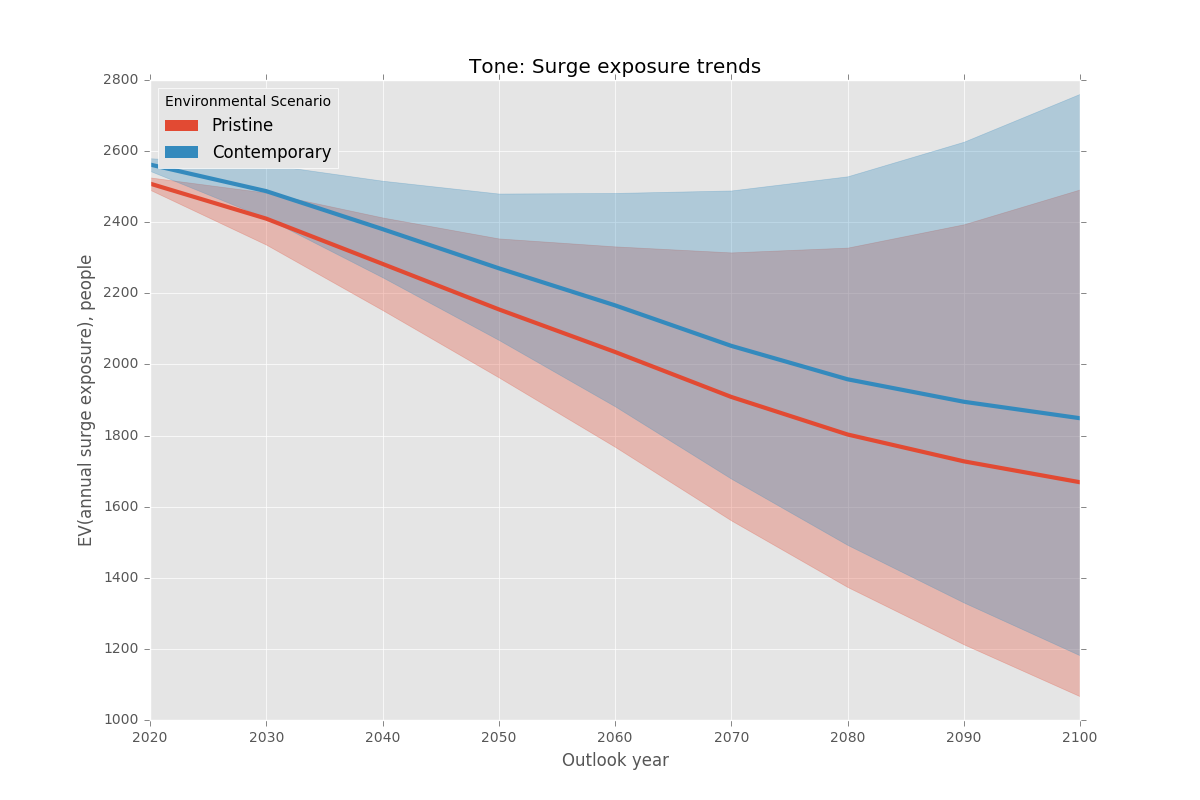 Tone: Surge exposure trends
Environmental Scenario
Pristine
Contemporary
EV(annual surge exposure), people
2800
2600
2400
2200
2000
1800
1600
1400
1200
1000
2020 2030 2040 2050 2060 2070 2080 2090 2100
Outlook year